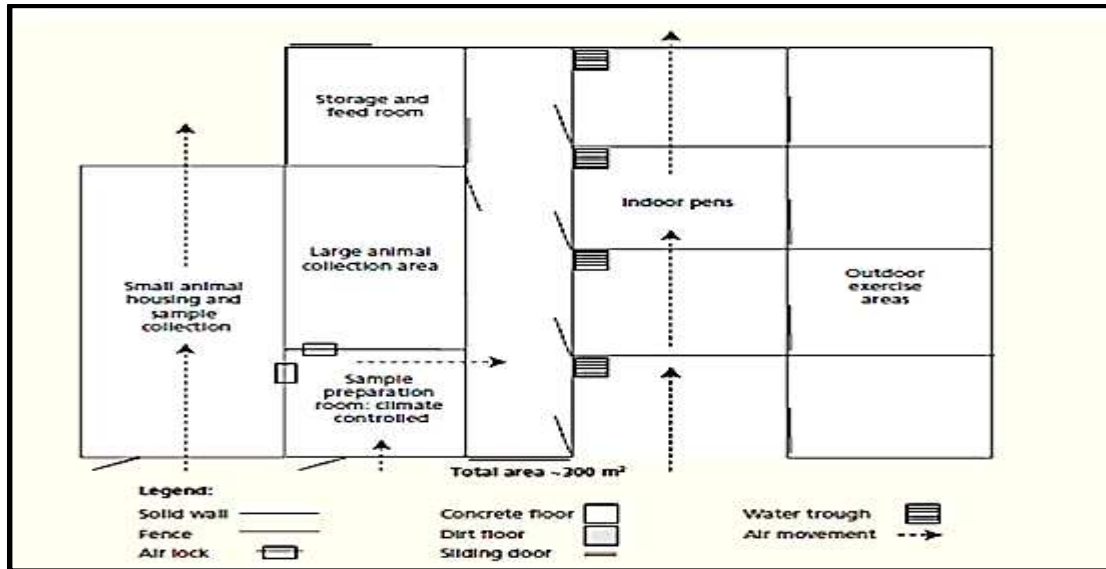 Storage and
feed room
Indoor pens
Large animal
collection area
Outdoor
exercise
areas
Small animal
housing and
sample
collection
Sample
preparation
room: climate
controlled
Total area ~300 m²
Legend:
Solid wall
Fence
Air lock
Concrete floor
Dirt floor
Sliding door
Water trough
Air movement